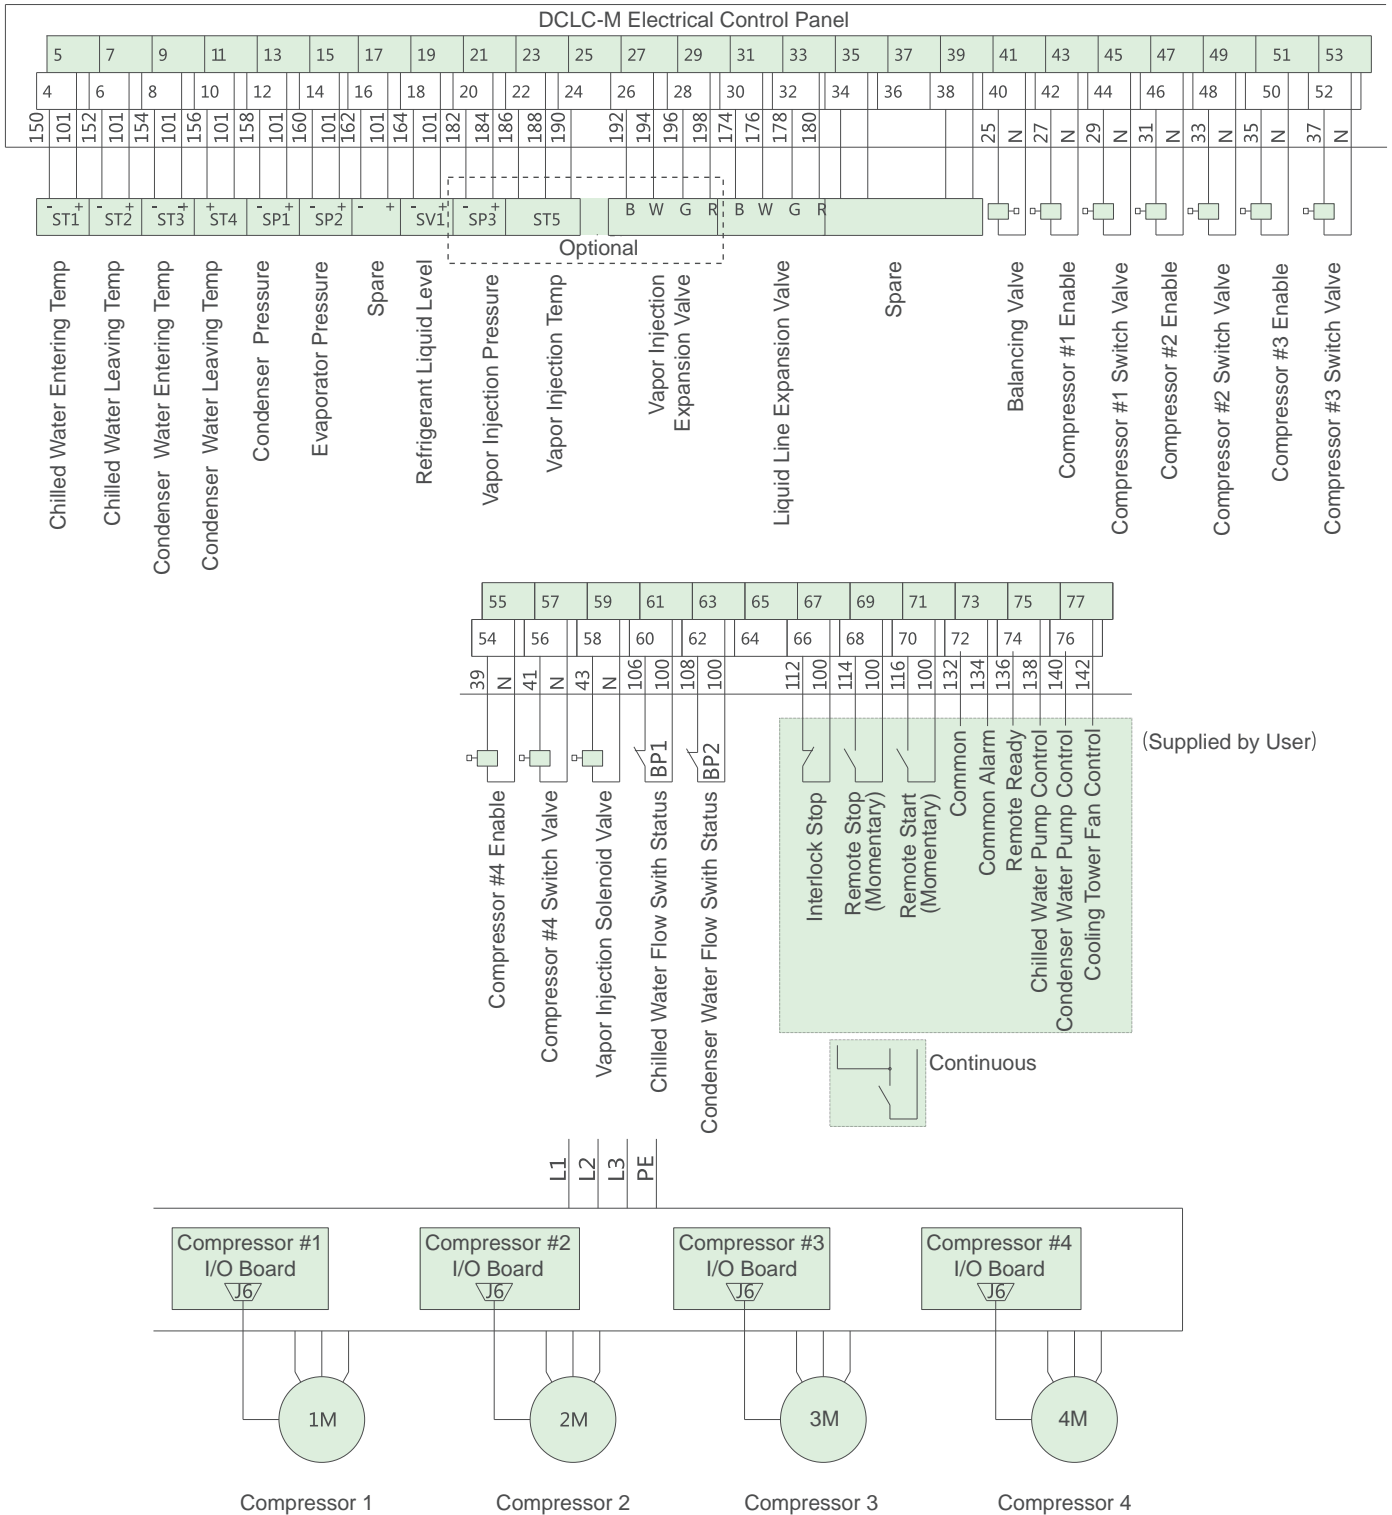 DCLC-M Electrical Control Panel
5 7 9 11 13 15 17 19 21 23 25 27 29 31 33 35 37 39 41 43 45 47 49 51 53
4 6 8 10 12 14 16 18 20 22 24 26 28 30 32 34 36 38 40 42 44 46 48 50 52
150 101 152 101 154 101 156 101 158 101 160 101 162 101 164 101 182 184 186 188 190 192 194 196 198 174 176 178 180 25 N 27 N 29 N 31 N 33 N 35 N 37 N
- ST1 + - ST2 + - ST3 + + ST4 - SP1 + - SP2 + - + SV1 + - SP3 + ST5 B W G R B W G R
Optional
Chilled Water Entering Temp
Chilled Water Leaving Temp
Condenser Water Entering Temp
Condenser Water Leaving Temp
Condenser Pressure
Evaporator Pressure
Spare
Refrigerant Liquid Level
Vapor Injection Pressure
Vapor Injection Temp
Vapor Injection
Expansion Valve
Liquid Line Expansion Valve
Spare
Balancing Valve
Compressor #1 Enable
Compressor #1 Switch Valve
Compressor #2 Enable
Compressor #2 Switch Valve
Compressor #3 Enable
Compressor #3 Switch Valve
55 57 59 61 63 65 67 69 71 73 75 77
54 56 58 60 62 64 66 68 70 72 74 76
39 N 41 N 43 N 106 100 108 100 112 100 114 100 116 100 132 134 136 138 140 142
BP1
BP2
(Supplied by User)
Compressor #4 Enable
Compressor #4 Switch Valve
Vapor Injection Solenoid Valve
Chilled Water Flow Swith Status
Condenser Water Flow Swith Status
Interlock Stop
Remote Stop
(Momentary)
Remote Start
(Momentary)
Common
Common Alarm
Remote Ready
Chilled Water Pump Control
Condenser Water Pump Control
Cooling Tower Fan Control
Continuous
L1 L2 L3 PE
Compressor #1
I/O Board
J6
Compressor #2
I/O Board
J6
Compressor #3
I/O Board
J6
Compressor #4
I/O Board
J6
1M 2M 3M 4M
Compressor 1
Compressor 2
Compressor 3
Compressor 4